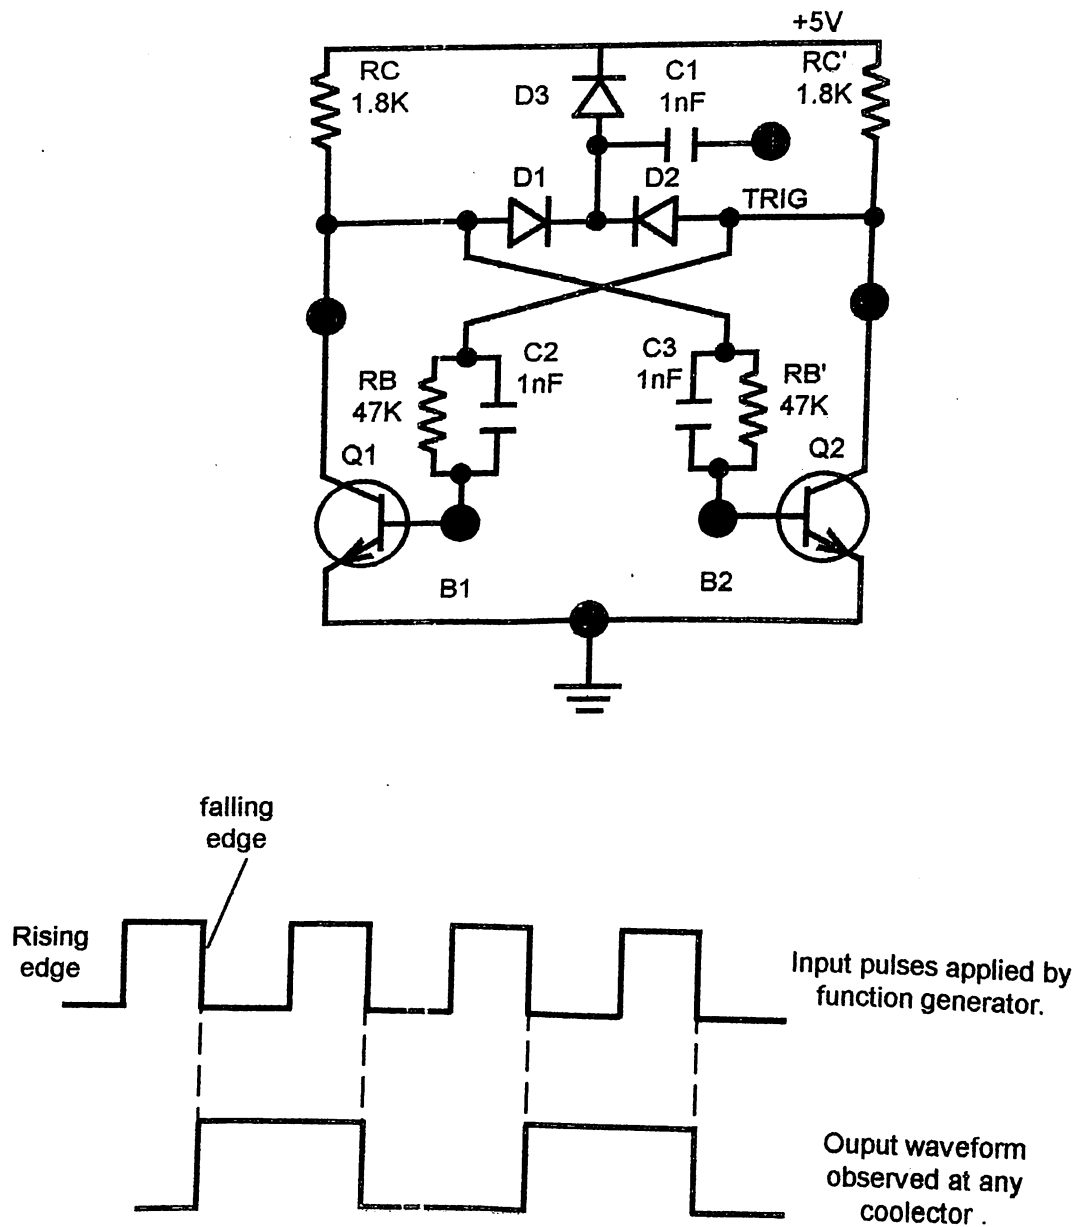 +5V
RC
1.8K
D3
C1
1nF
RC'
1.8K
D1
D2
TRIG
RB
47K
C2
1nF
C3
1nF
RB'
47K
Q1
Q2
B1
B2
falling
edge
Rising
edge
Input pulses applied by
function generator.
Ouput waveform
observed at any
coolector .